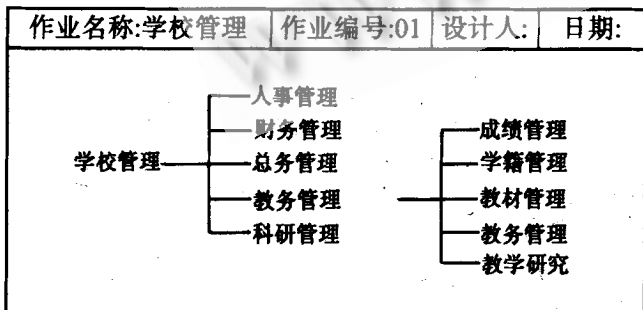 作业名称:学校管理 作业编号:01 设计人: 日期:
人事管理
财务管理 成绩管理
学校管理 总务管理 学籍管理
教务管理 教材管理
科研管理 教务管理
教学研究